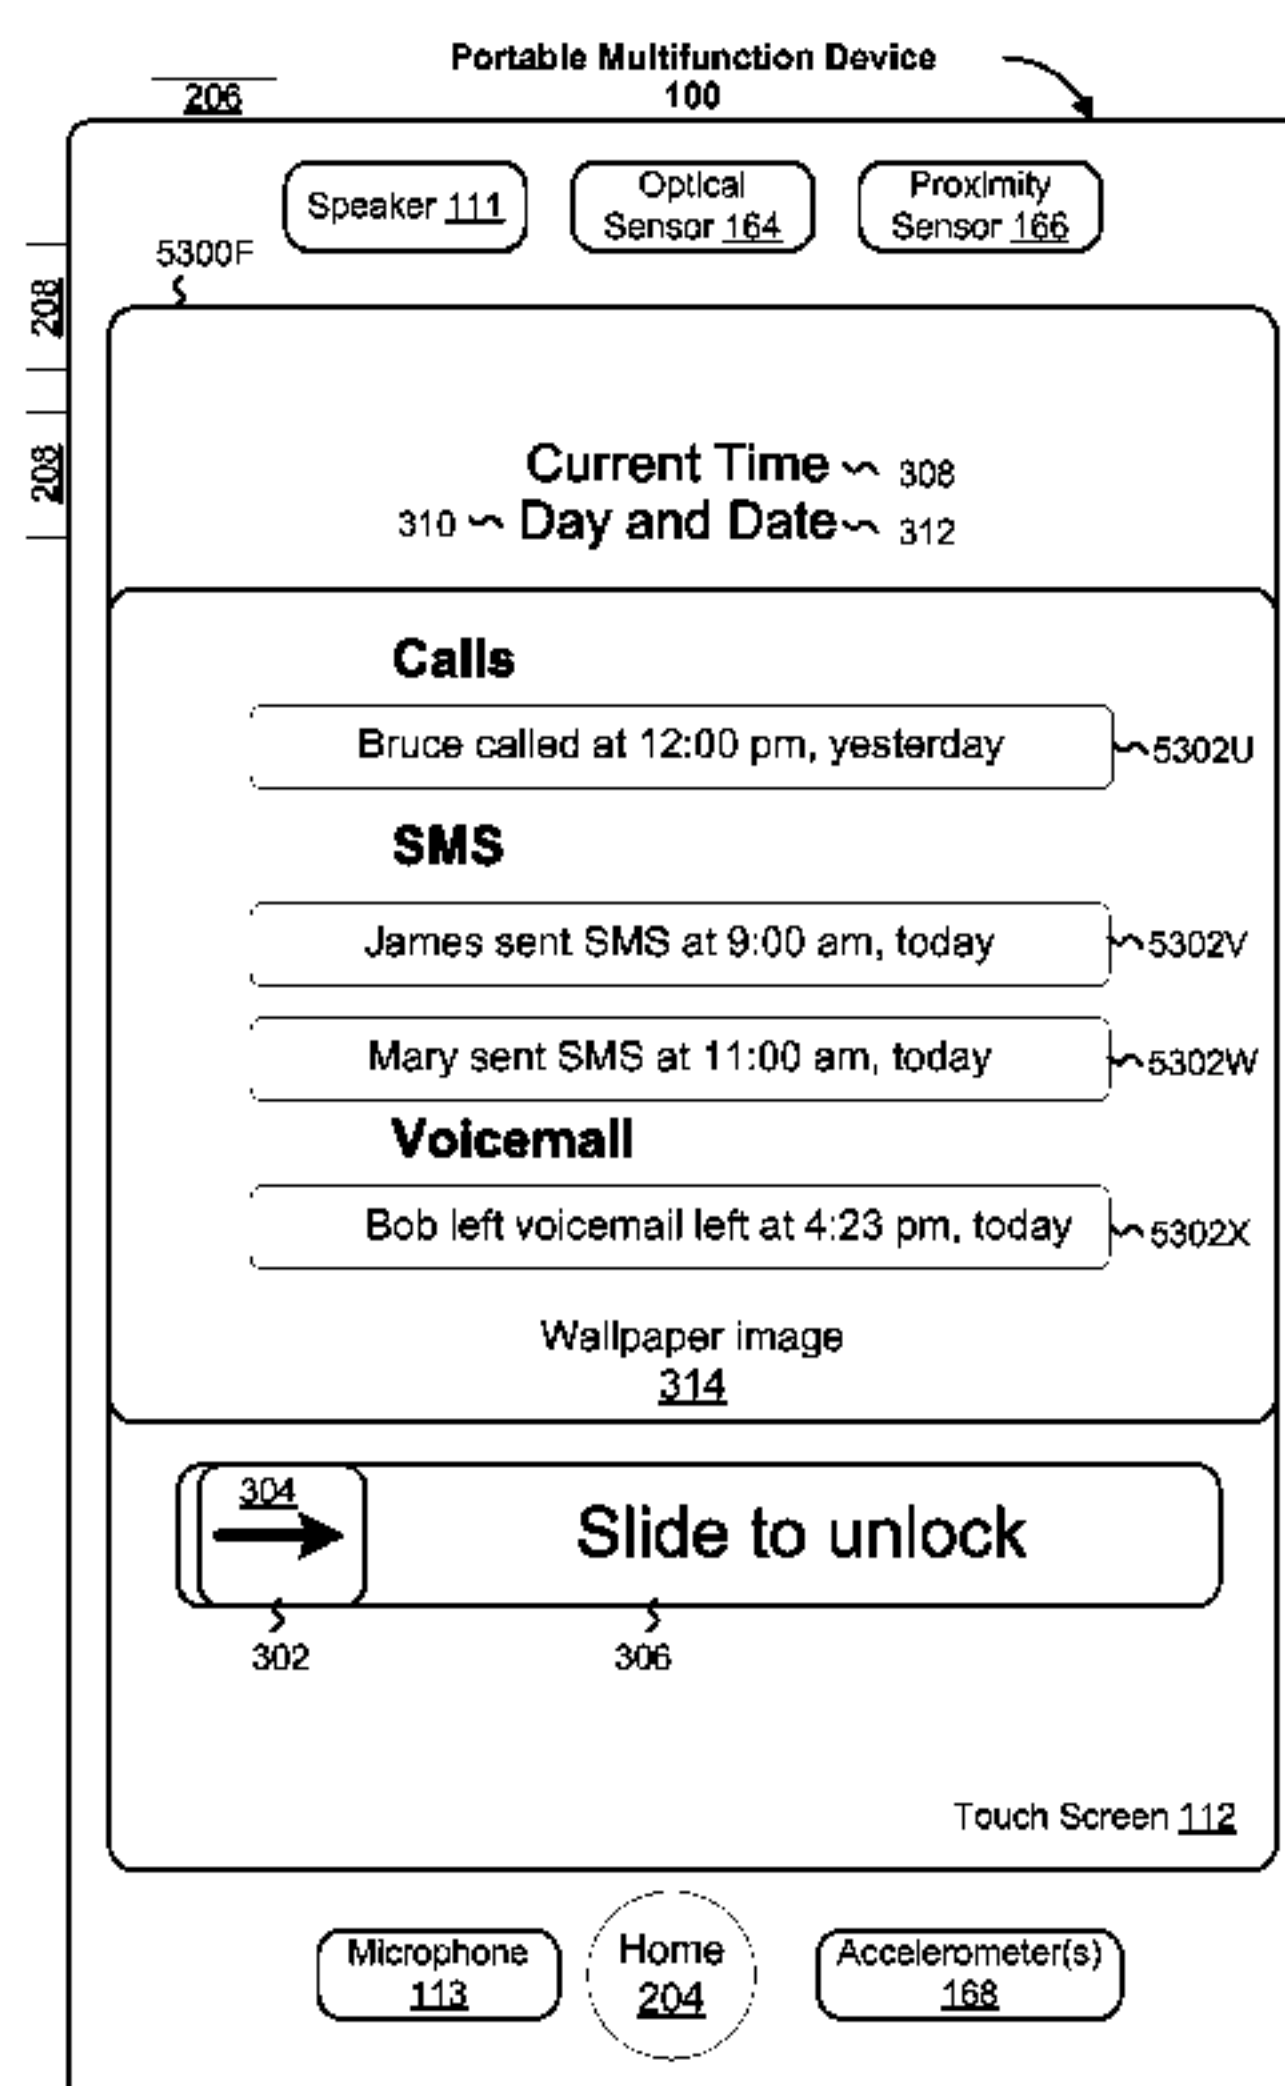 Portable Multifunction Device
100
206
Speaker 111
Optical
Sensor 164
Proximity
Sensor 166
5300F
208
208
Current Time 308
310 Day and Date 312
Calls
Bruce called at 12:00 pm, yesterday 5302U
SMS
James sent SMS at 9:00 am, today 5302V
Mary sent SMS at 11:00 am, today 5302W
Voicemail
Bob left voicemail left at 4:23 pm, today 5302X
Wallpaper image
314
304
Slide to unlock
302
306
Touch Screen 112
Microphone
113
Home
204
Accelerometer(s)
168